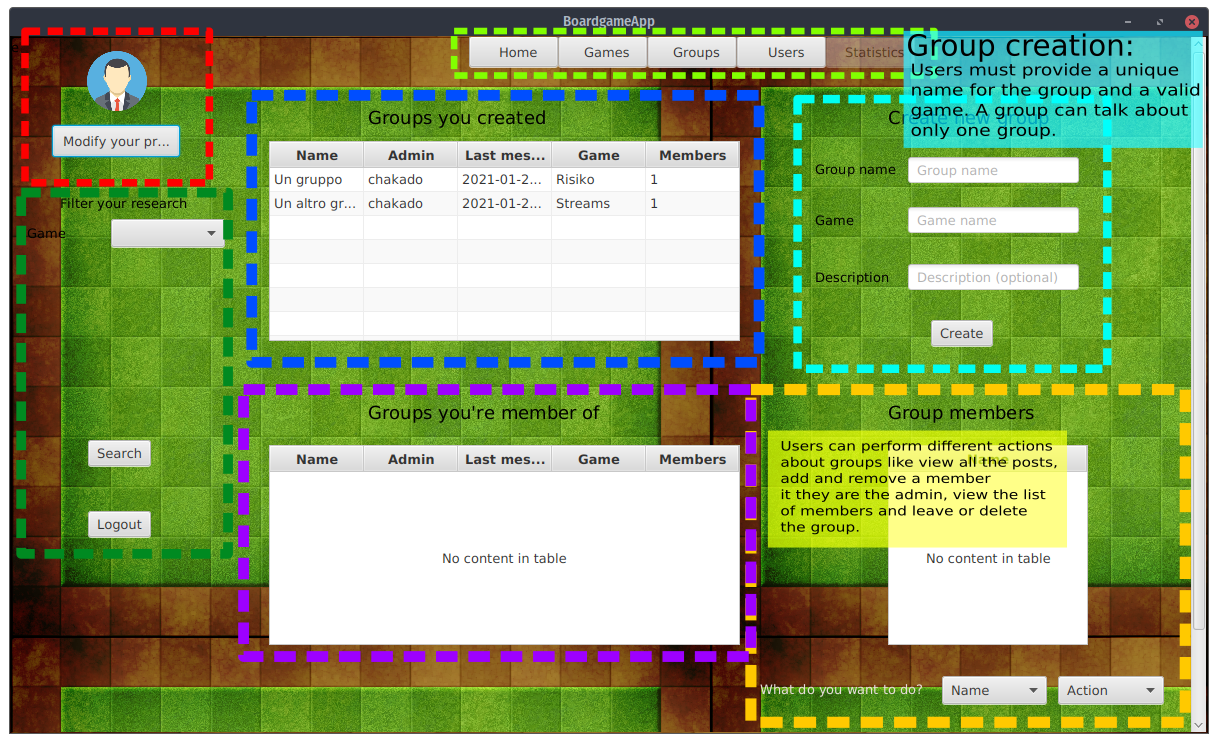 BoardgameApp
Home Games Groups Users Statistics
Group creation:
Users must provide a unique
name for the group and a valid
game. A group can talk about
only one group.
Modify your pr...
Filter your research
Game
Search
Logout
Groups you created
Name Admin Last mes... Game Members
Un gruppo chakado 2021-01-2... Risiko 1
Un altro gr... chakado 2021-01-2... Streams 1
Create new group
Group name Group name
Game Game name
Description Description (optional)
Create
Groups you're member of
Name Admin Last mes... Game Members
No content in table
Group members
Name
Users can perform different actions
about groups like view all the posts,
add and remove a member
it they are the admin, view the list
of members and leave or delete
the group.
No content in table
What do you want to do? Name Action